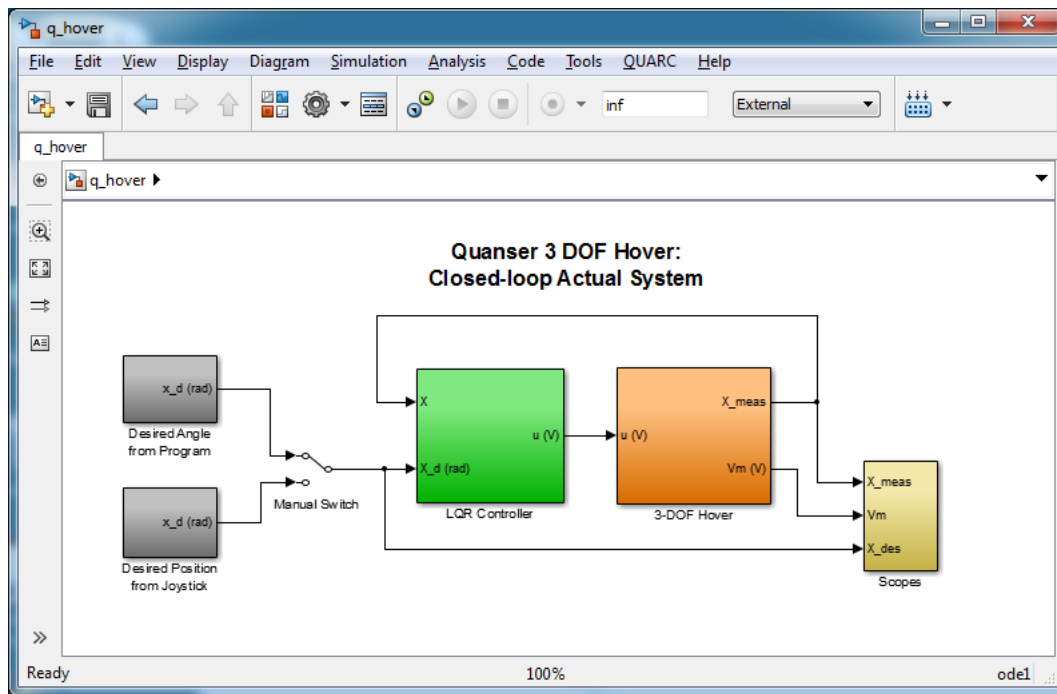 q_hover
File Edit View Display Diagram Simulation Analysis Code Tools QUARC Help
inf External
q_hover
q_hover
Quanser 3 DOF Hover:
Closed-loop Actual System
x_d (rad)
Desired Angle
from Program
x_d (rad)
Desired Position
from Joystick
Manual Switch
X
u (V)
X_d (rad)
LQR Controller
X_meas
u (V)
Vm (V)
3-DOF Hover
X_meas
Vm
X_des
Scopes
Ready 100% ode1